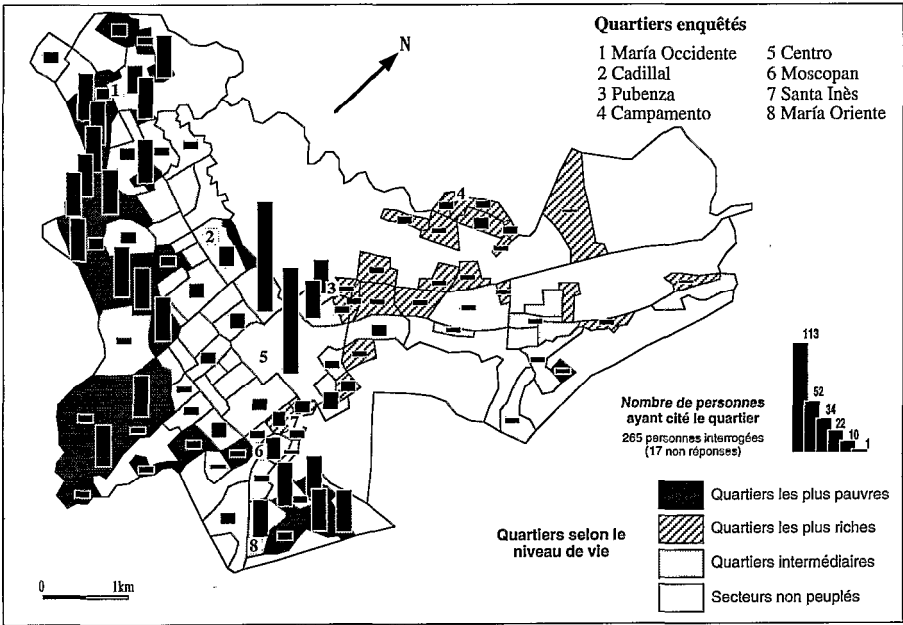 Quartiers enquêtés
1 María Occidente
2 Cadillal
3 Pubenza
4 Campamento
5 Centro
6 Moscopan
7 Santa Inès
8 María Oriente
N
1
2
3
4
5
6
7
8
Nombre de personnes
ayant cité le quartier
265 personnes interrogées
(17 non réponses)
113
52
34
22
10
1
Quartiers selon le
niveau de vie
Quartiers les plus pauvres
Quartiers les plus riches
Quartiers intermédiaires
Secteurs non peuplés
0 1km